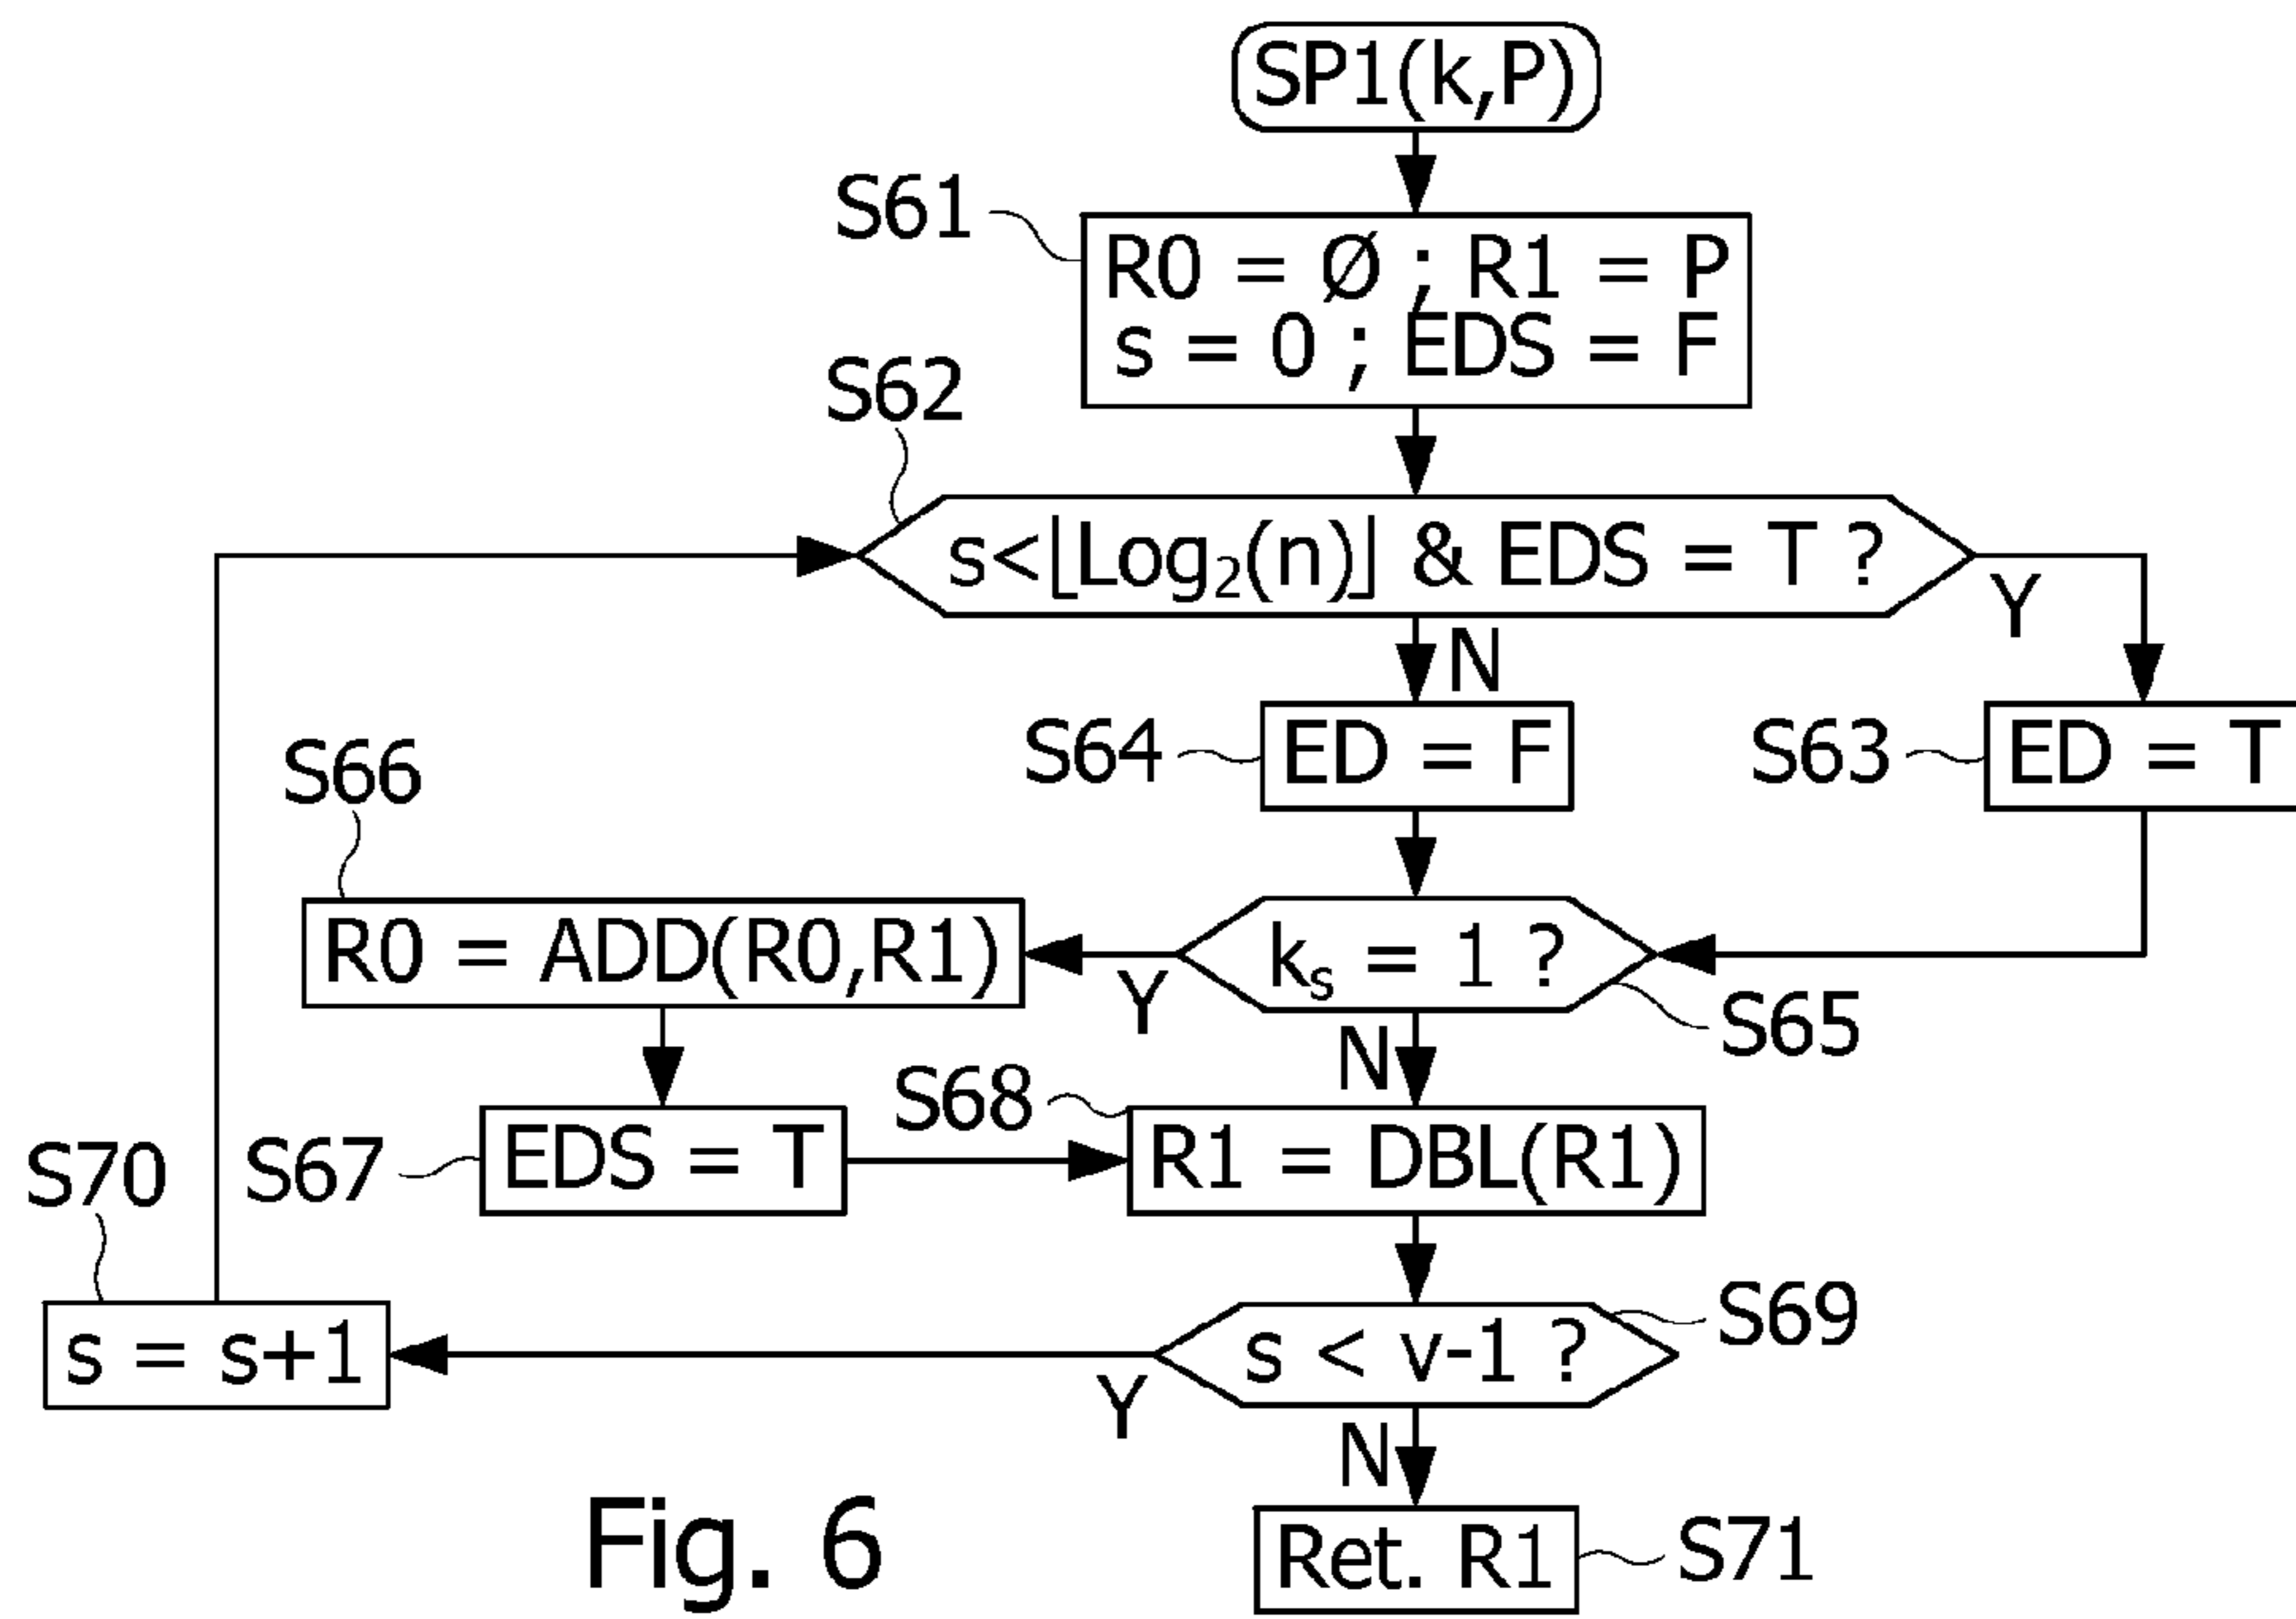 SP1(k,P)
S61
R0 = Ø ; R1 = P
s = 0 ; EDS = F
S62
s<⌊Log₂(n)⌋ & EDS = T ?
Y
N
S64
ED = F
S63
ED = T
S66
R0 = ADD(R0,R1)
Y
kₛ = 1 ?
S65
N
S67
EDS = T
S68
R1 = DBL(R1)
S70
s = s+1
Y
s < v-1 ?
S69
N
Ret. R1
S71
Fig. 6